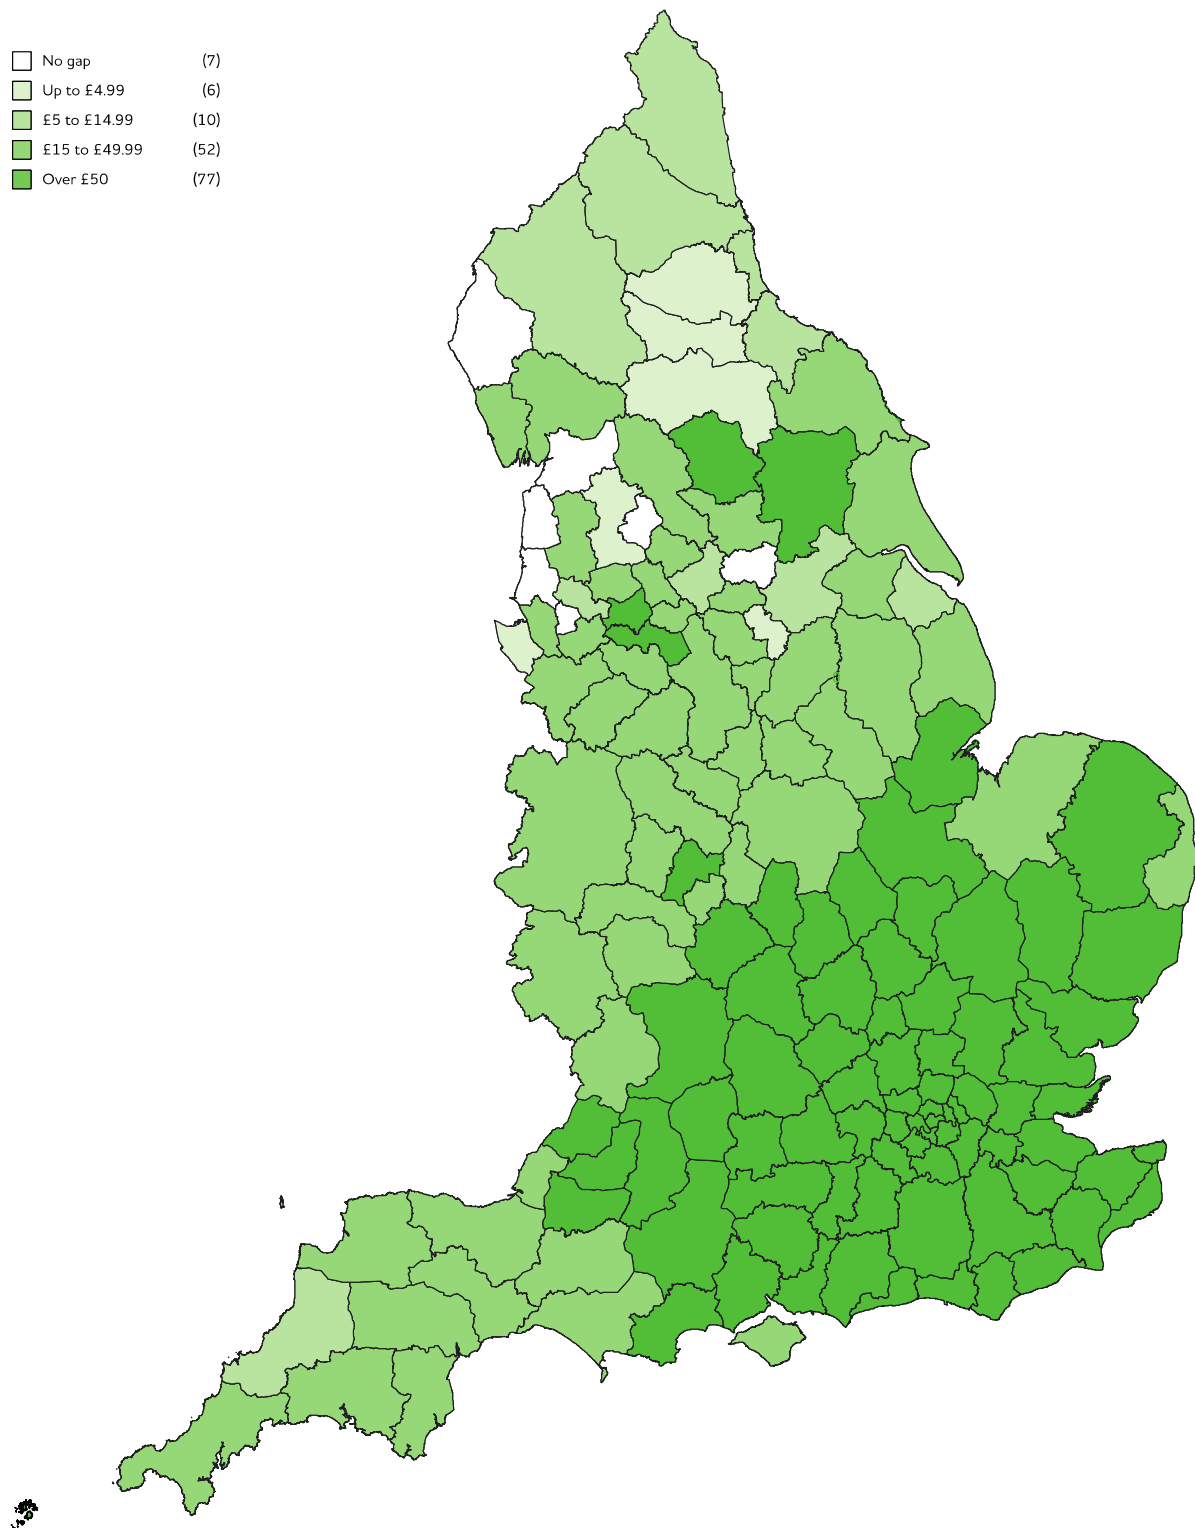 No gap (7)
Up to £4.99 (6)
£5 to £14.99 (10)
£15 to £49.99 (52)
Over £50 (77)